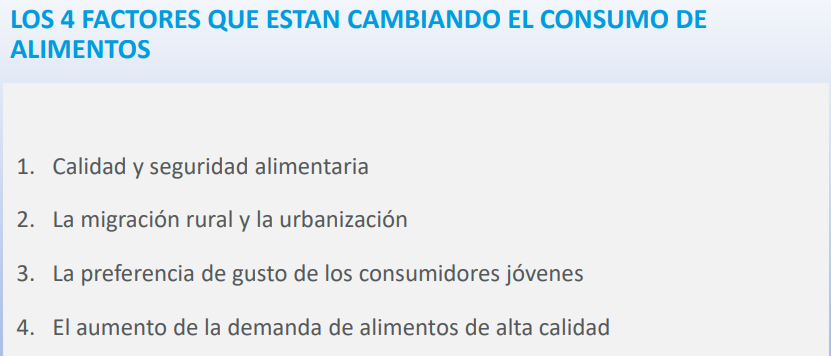 LOS 4 FACTORES QUE ESTAN CAMBIANDO EL CONSUMO DE
ALIMENTOS
1. Calidad y seguridad alimentaria
2. La migración rural y la urbanización
3. La preferencia de gusto de los consumidores jóvenes
4. El aumento de la demanda de alimentos de alta calidad